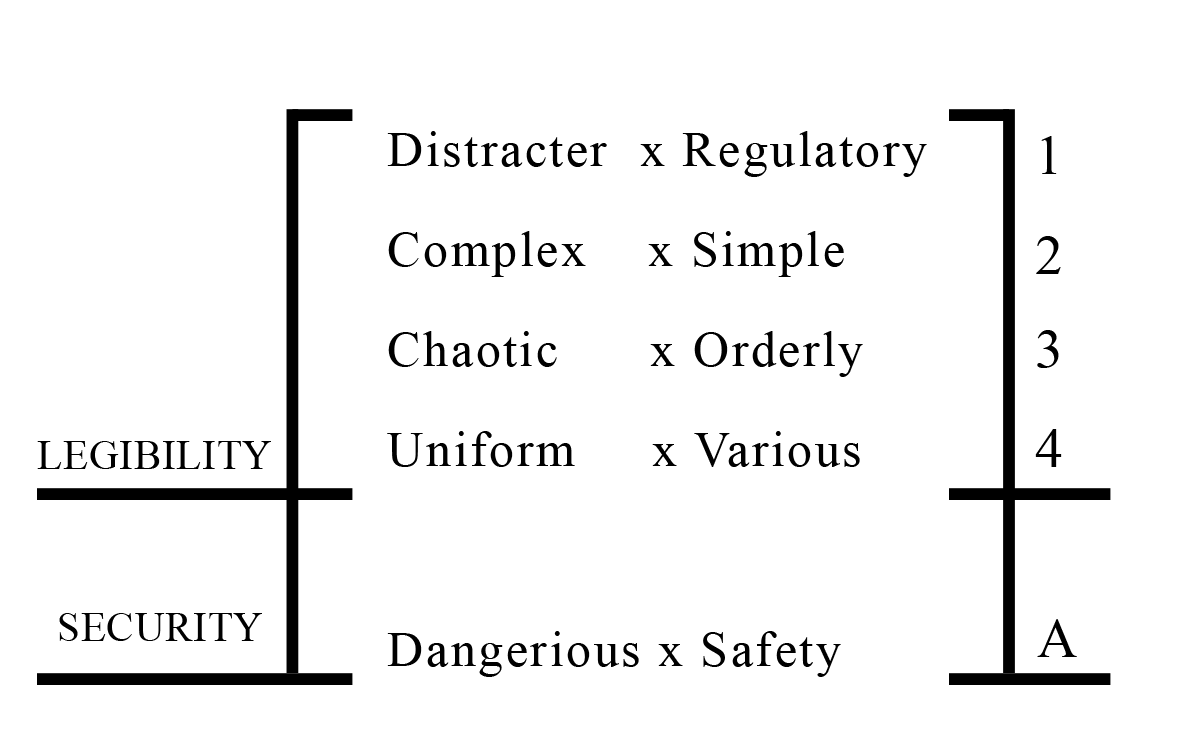 Distracter x Regulatory 1
Complex x Simple 2
Chaotic x Orderly 3
LEGIBILITY Uniform x Various 4
SECURITY Dangerious x Safety A